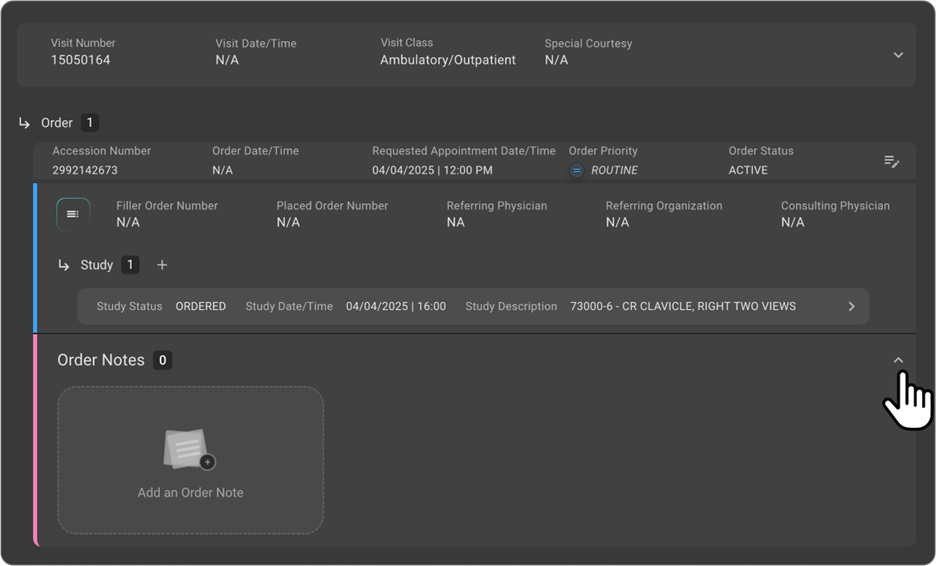 Visit Number Visit Date/Time Visit Class Special Courtesy
15050164 N/A Ambulatory/Outpatient N/A
Order 1
Accession Number Order Date/Time Requested Appointment Date/Time Order Priority Order Status
2992142673 N/A 04/04/2025 | 12:00 PM ROUTINE ACTIVE
Filler Order Number Placed Order Number Referring Physician Referring Organization Consulting Physician
N/A N/A NA N/A N/A
Study 1 +
Study Status ORDERED Study Date/Time 04/04/2025 | 16:00 Study Description 73000-6 - CR CLAVICLE, RIGHT TWO VIEWS
Order Notes 0
Add an Order Note